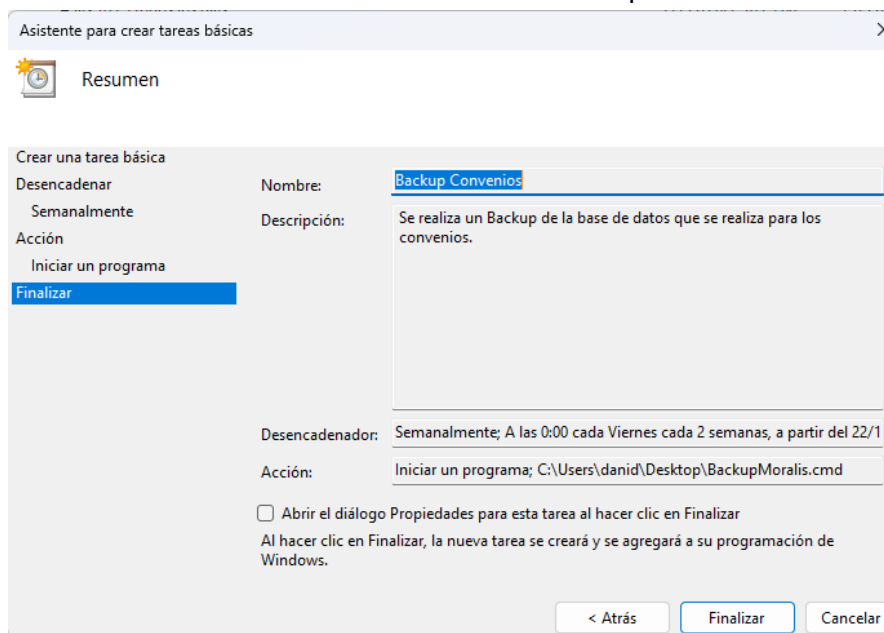 Asistente para crear tareas básicas
Resumen
Crear una tarea básica
Desencadenar
Semanalmente
Acción
Iniciar un programa
Finalizar
Nombre: Backup Convenios
Descripción: Se realiza un Backup de la base de datos que se realiza para los
convenios.
Desencadenador: Semanalmente; A las 0:00 cada Viernes cada 2 semanas, a partir del 22/1
Acción: Iniciar un programa; C:\Users\danid\Desktop\BackupMoralis.cmd
Abrir el diálogo Propiedades para esta tarea al hacer clic en Finalizar
Al hacer clic en Finalizar, la nueva tarea se creará y se agregará a su programación de
Windows.
< Atrás Finalizar Cancelar